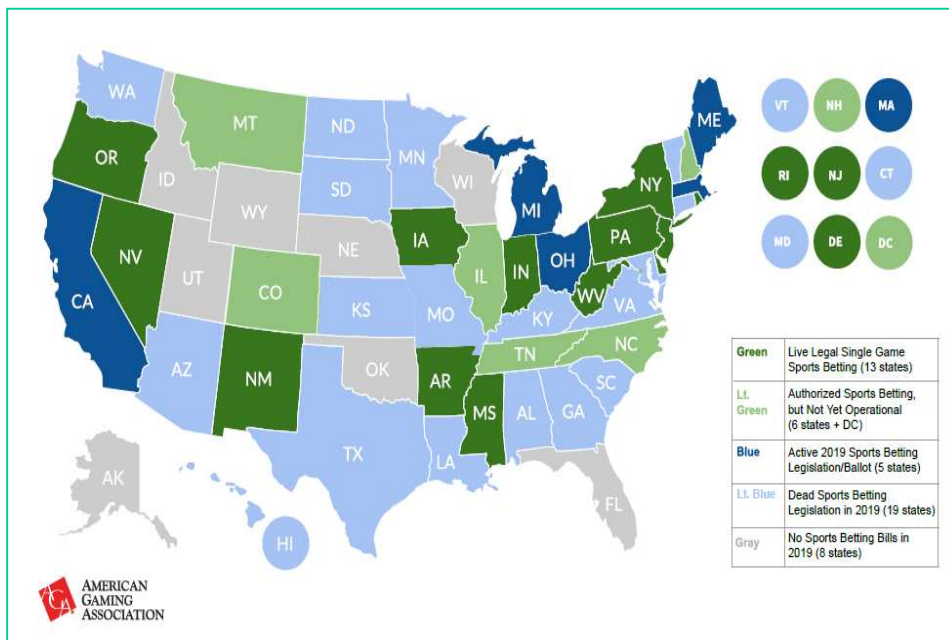 WA
MT
ND
MN
ME
VT
NH
MA
OR
ID
SD
WI
NY
RI
NJ
CT
WY
MI
NV
NE
IA
PA
MD
DE
DC
UT
CO
IL
IN
OH
WV
CA
KS
MO
KY
VA
TN
NC
AZ
NM
OK
AR
SC
MS
AL
GA
TX
LA
AK
FL
HI
Green Live Legal Single Game
Sports Betting (13 states)
Lt. Authorized Sports Betting,
Green but Not Yet Operational
(6 states + DC)
Blue Active 2019 Sports Betting
Legislation/Ballot (5 states)
Lt. Blue Dead Sports Betting
Legislation in 2019 (19 states)
Gray No Sports Betting Bills in
2019 (8 states)
AGA
AMERICAN
GAMING
ASSOCIATION